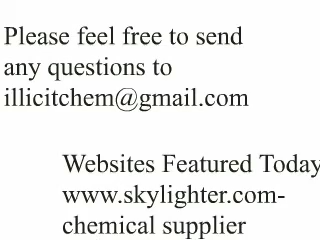 Please feel free to send
any questions to
illicitchem@gmail.com
Websites Featured Today
www.skylighter.com-
chemical supplier